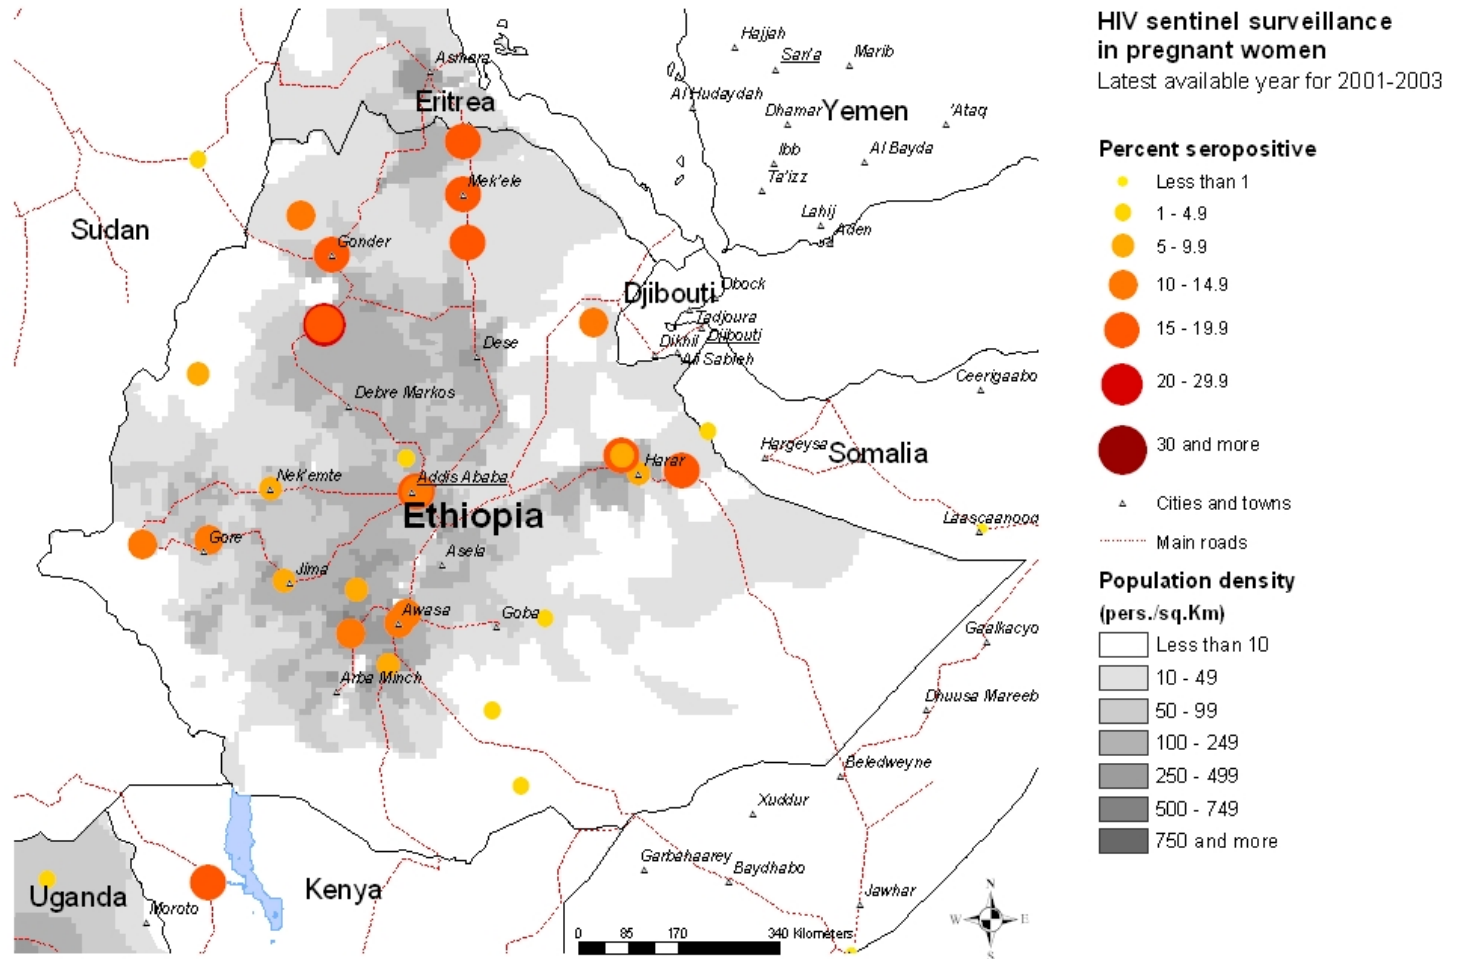 HIV sentinel surveillance
in pregnant women
Latest available year for 2001-2003
Percent seropositive
Less than 1
1 - 4.9
5 - 9.9
10 - 14.9
15 - 19.9
20 - 29.9
30 and more
Cities and towns
Main roads
Population density
(pers./sq.Km)
Less than 10
10 - 49
50 - 99
100 - 249
250 - 499
500 - 749
750 and more
Hajjah
San'a
Marib
Asmara
Al Hudaydah
Eritrea
Dhamar
Yemen
'Ataq
Ibb
Al Bayda
Ta'izz
Mek'ele
Lahij
Aden
Sudan
Gonder
Obock
Djibouti
Tadjoura
Djibouti
Dikhil
Ali Sabieh
Dese
Ceerigaabo
Debre Markos
Hargeysa
Somalia
Harar
Nek'emte
Addis Ababa
Ethiopia
Laascaanood
Gore
Asela
Jima
Awasa
Goba
Gaalkacyo
Arba Minch
Dhuusa Mareeb
Beledweyne
Xuddur
Garbahaarey
Baydhabo
Uganda
Kenya
Jawhar
Moroto
N
W
E
S
0 85 170 340 Kilometers